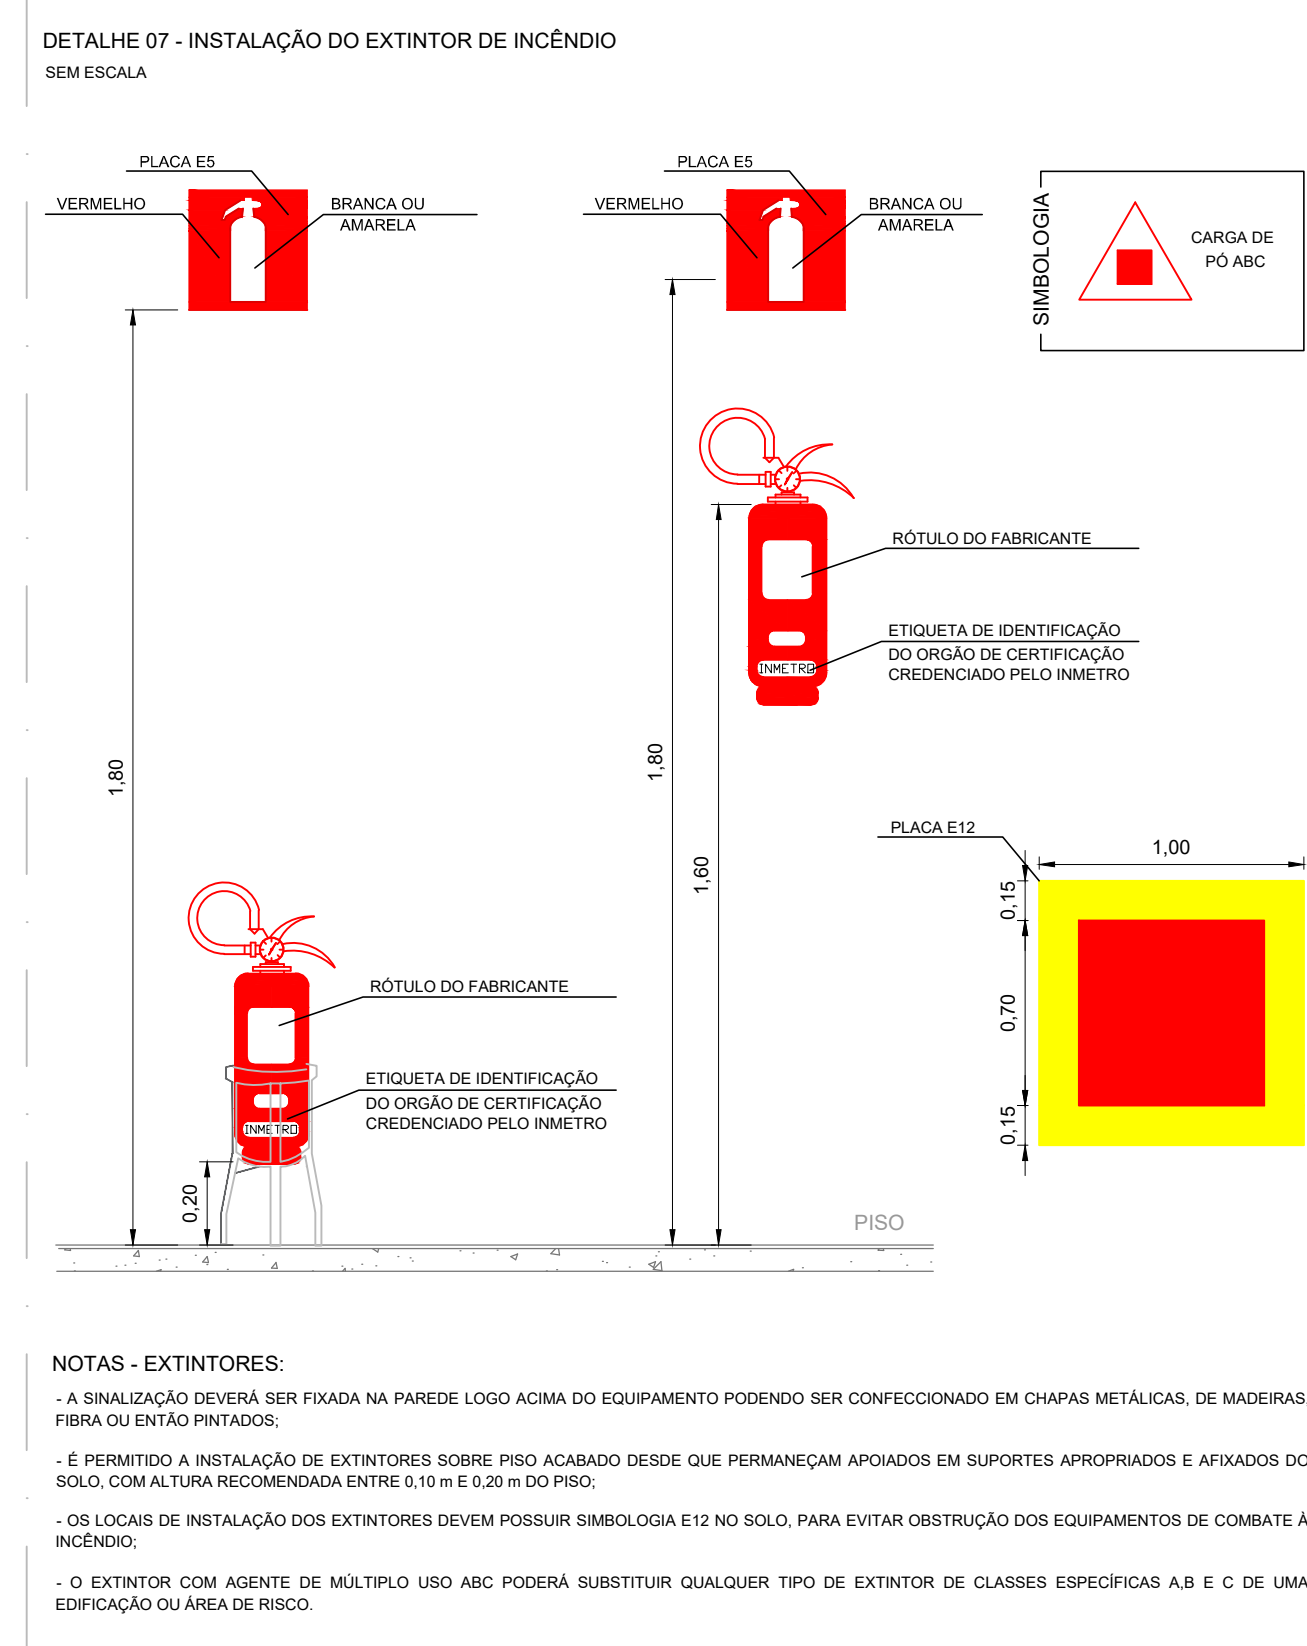 DETALHE 07 - INSTALAÇÃO DO EXTINTOR DE INCÊNDIO
SEM ESCALA
PLACA E5
VERMELHO
BRANCA OU
AMARELA
1,80
RÓTULO DO FABRICANTE
ETIQUETA DE IDENTIFICAÇÃO
DO ORGÃO DE CERTIFICAÇÃO
CREDENCIADO PELO INMETRO
INMETRO
0,20
PLACA E5
VERMELHO
BRANCA OU
AMARELA
1,80
1,60
RÓTULO DO FABRICANTE
ETIQUETA DE IDENTIFICAÇÃO
DO ORGÃO DE CERTIFICAÇÃO
CREDENCIADO PELO INMETRO
INMETRO
SIMBOLOGIA
CARGA DE
PÓ ABC
PLACA E12
1,00
0,15
0,70
0,15
PISO
NOTAS - EXTINTORES:
- A SINALIZAÇÃO DEVERÁ SER FIXADA NA PAREDE LOGO ACIMA DO EQUIPAMENTO PODENDO SER CONFECCIONADO EM CHAPAS METÁLICAS, DE MADEIRAS,
FIBRA OU ENTÃO PINTADOS;
- É PERMITIDO A INSTALAÇÃO DE EXTINTORES SOBRE PISO ACABADO DESDE QUE PERMANEÇAM APOIADOS EM SUPORTES APROPRIADOS E AFIXADOS DO
SOLO, COM ALTURA RECOMENDADA ENTRE 0,10 m E 0,20 m DO PISO;
- OS LOCAIS DE INSTALAÇÃO DOS EXTINTORES DEVEM POSSUIR SIMBOLOGIA E12 NO SOLO, PARA EVITAR OBSTRUÇÃO DOS EQUIPAMENTOS DE COMBATE À
INCÊNDIO;
- O EXTINTOR COM AGENTE DE MÚLTIPLO USO ABC PODERÁ SUBSTITUIR QUALQUER TIPO DE EXTINTOR DE CLASSES ESPECÍFICAS A,B E C DE UMA
EDIFICAÇÃO OU ÁREA DE RISCO.